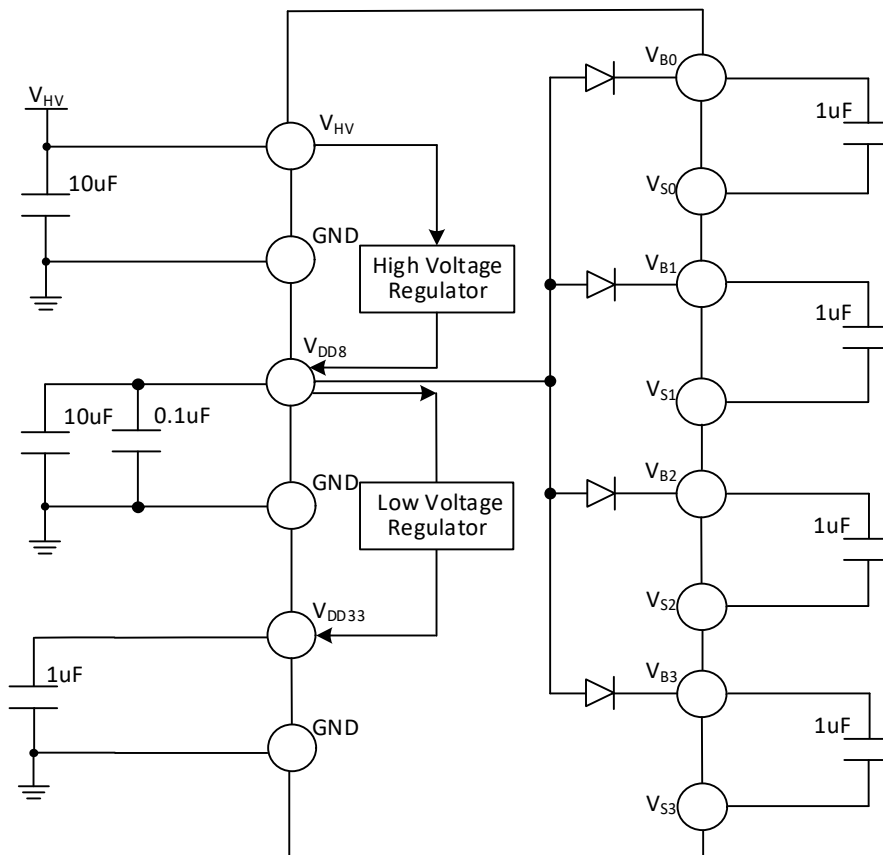 VHV
10uF
VHV
GND
High Voltage
Regulator
VDD8
10uF
0.1uF
GND
Low Voltage
Regulator
VDD33
1uF
GND
VB0
1uF
VS0
VB1
1uF
VS1
VB2
1uF
VS2
VB3
1uF
VS3